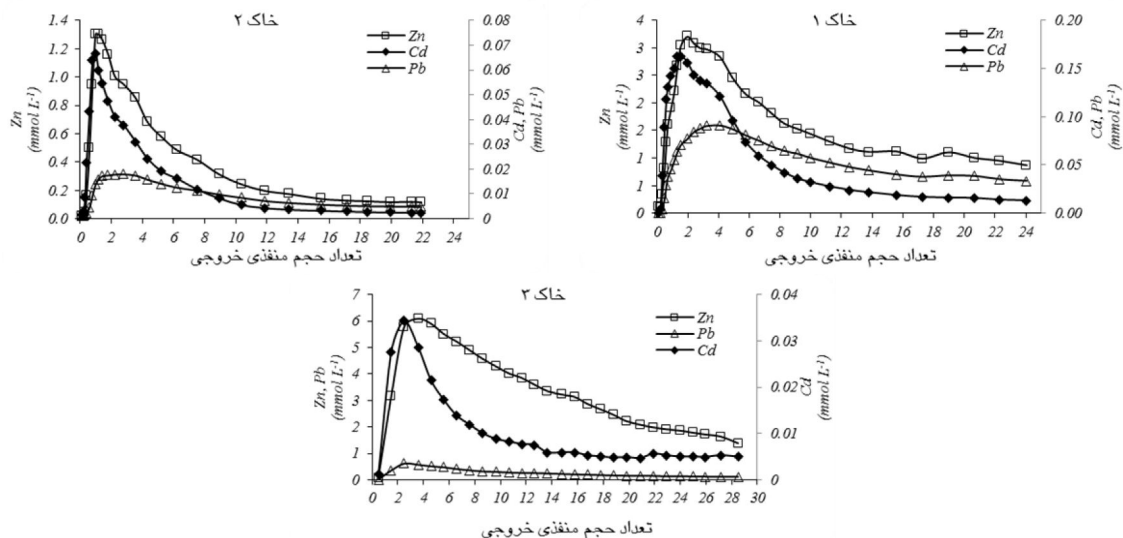 خاک ۱
4
3
3
2
2
1
1
0
Zn
(mmol L⁻¹)
Zn
Cd
Pb
0.20
0.15
0.10
0.05
0.00
Cd, Pb
(mmol L⁻¹)
0 2 4 6 8 10 12 14 16 18 20 22 24
تعداد حجم منفذی خروجی
خاک ۲
1.4
1.2
1.0
0.8
0.6
0.4
0.2
0.0
Zn
(mmol L⁻¹)
Zn
Cd
Pb
0.08
0.07
0.06
0.05
0.04
0.03
0.02
0.01
0
Cd, Pb
(mmol L⁻¹)
0 2 4 6 8 10 12 14 16 18 20 22 24
تعداد حجم منفذی خروجی
خاک ۳
7
6
5
4
3
2
1
0
Zn, Pb
(mmol L⁻¹)
Zn
Pb
Cd
0.04
0.03
0.02
0.01
0
Cd
(mmol L⁻¹)
0 2 4 6 8 10 12 14 16 18 20 22 24 26 28 30
تعداد حجم منفذی خروجی